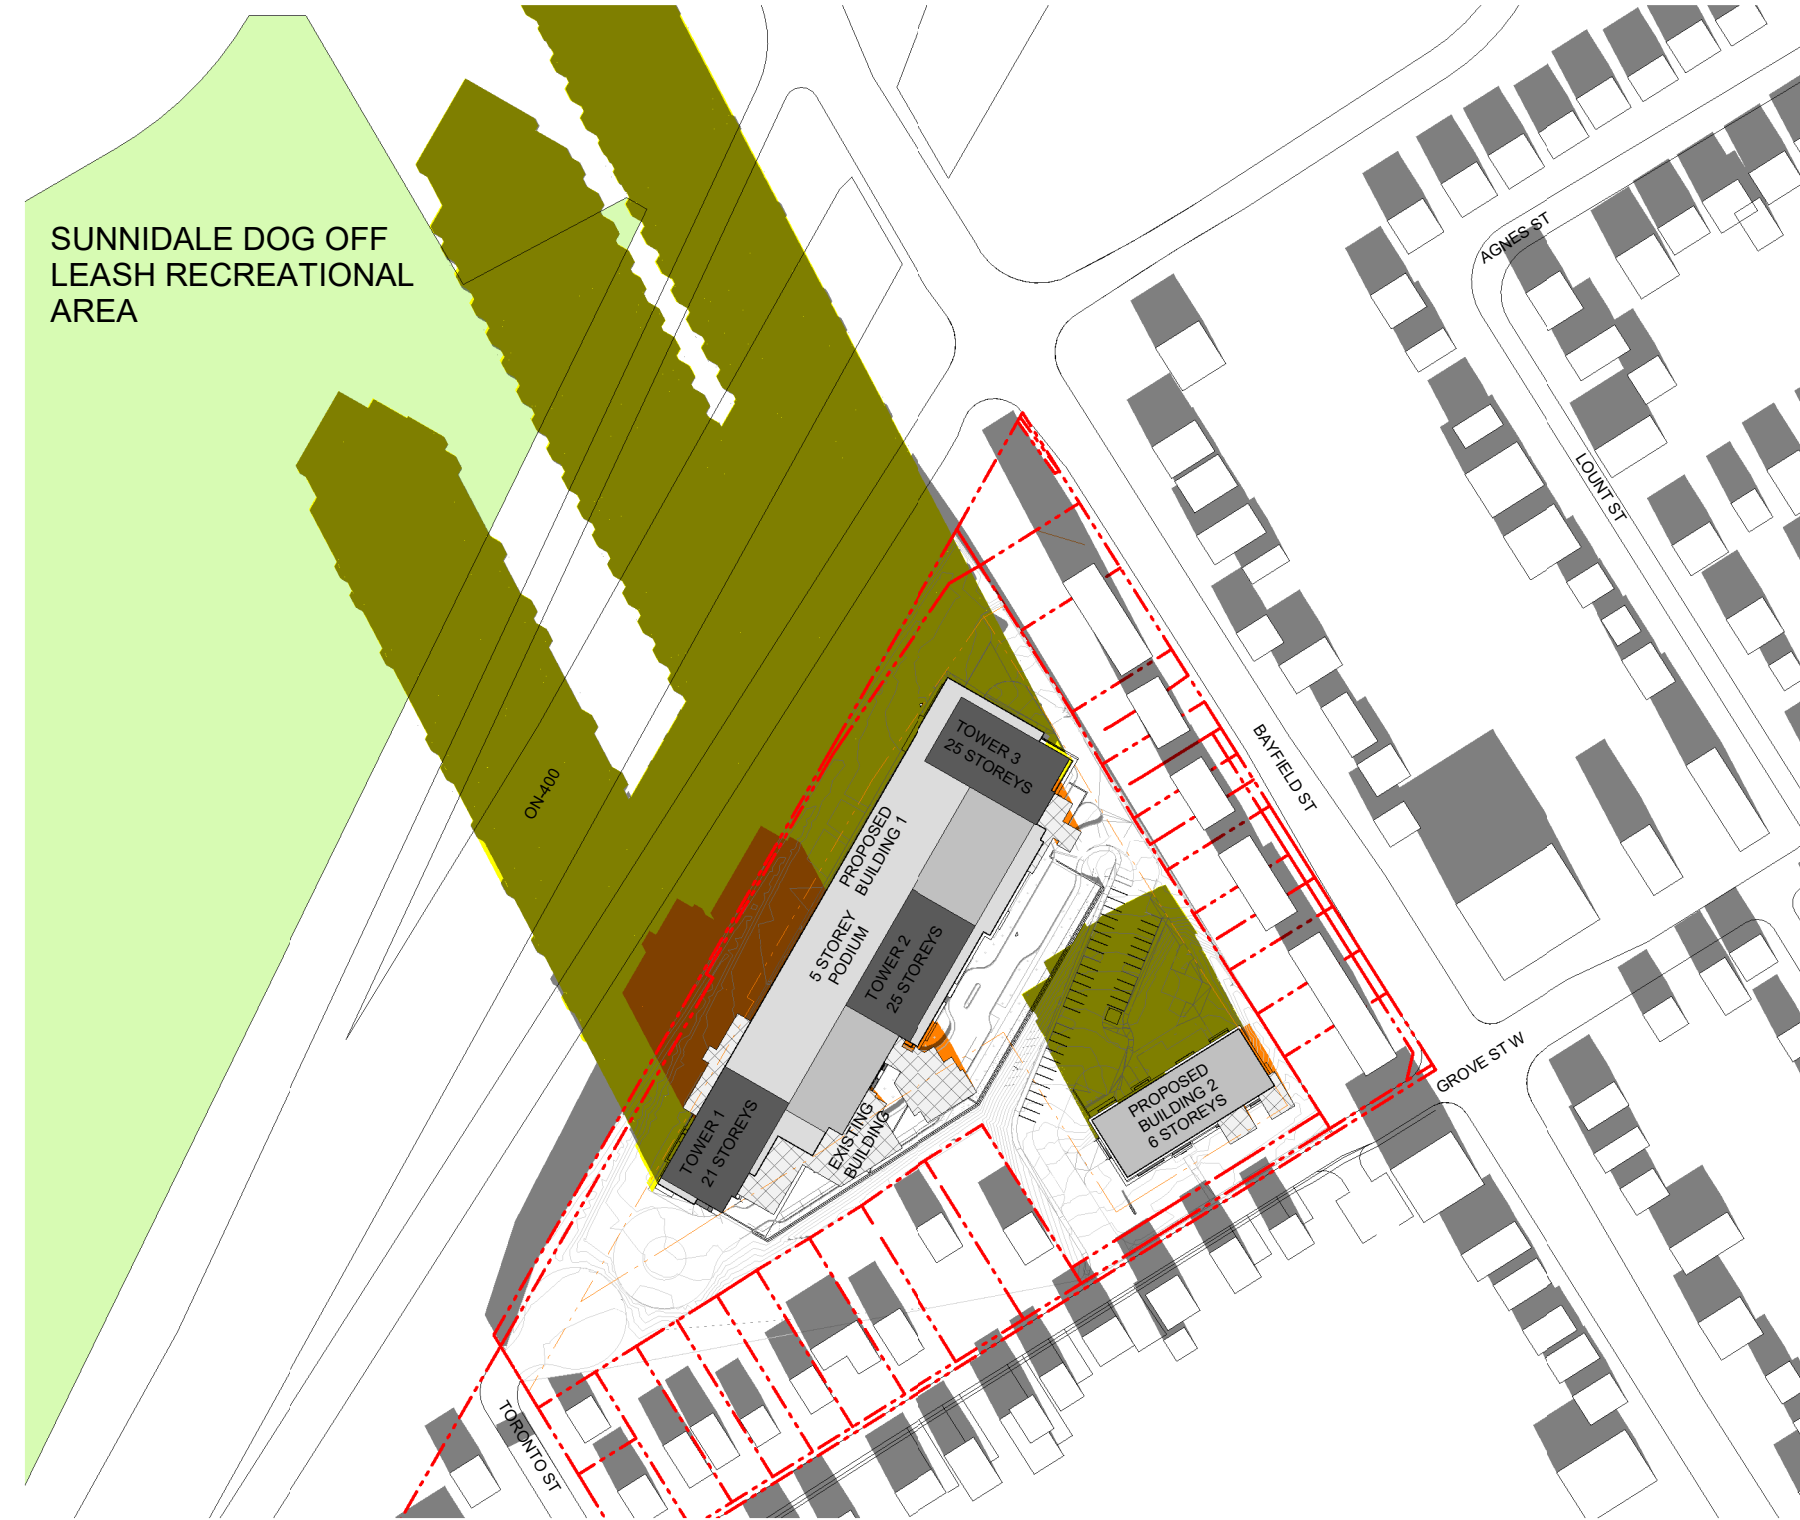 SUNNIDALE DOG OFF
LEASH RECREATIONAL
AREA
AGNES ST
LOUNT ST
BAYFIELD ST
ON-400
TOWER 3
25 STOREYS
PROPOSED
BUILDING 1
5 STOREY
PODIUM
TOWER 2
25 STOREYS
TOWER 1
21 STOREYS
EXISTING
BUILDING
PROPOSED
BUILDING 2
6 STOREYS
GROVE ST W
TORONTO ST